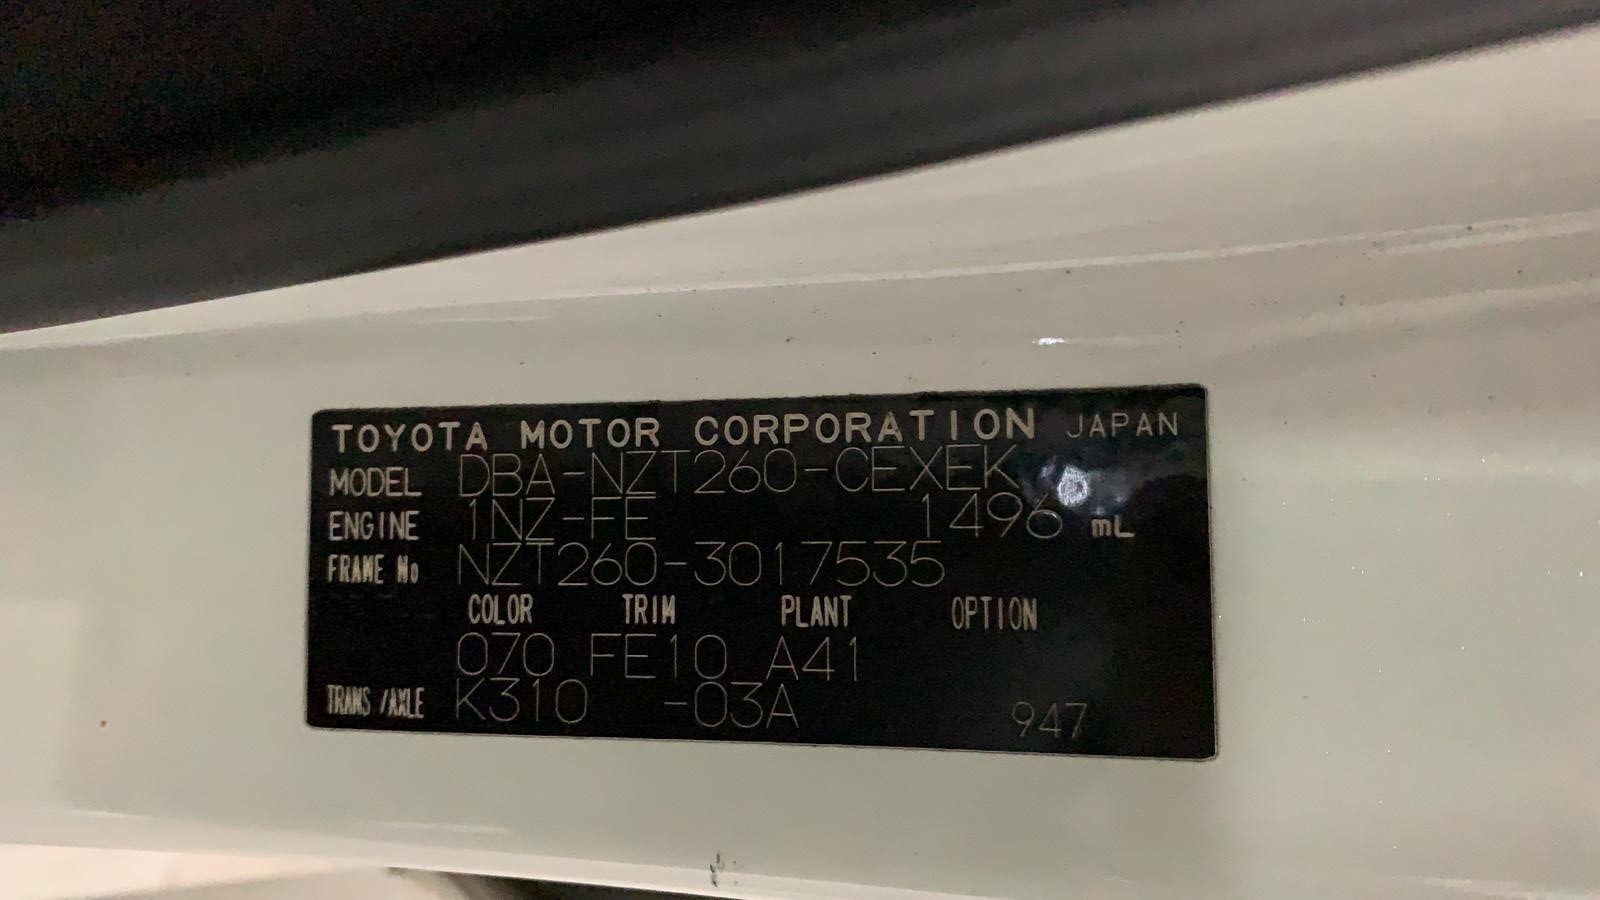 TOYOTA MOTOR CORPORATION JAPAN
MODEL DBA-NZT260-CEXEK
ENGINE 1NZ-FE 1496 mL
FRAME No NZT260-3017535
COLOR TRIM PLANT OPTION
070 FE10 A41
TRANS/AXLE K310 -03A 947